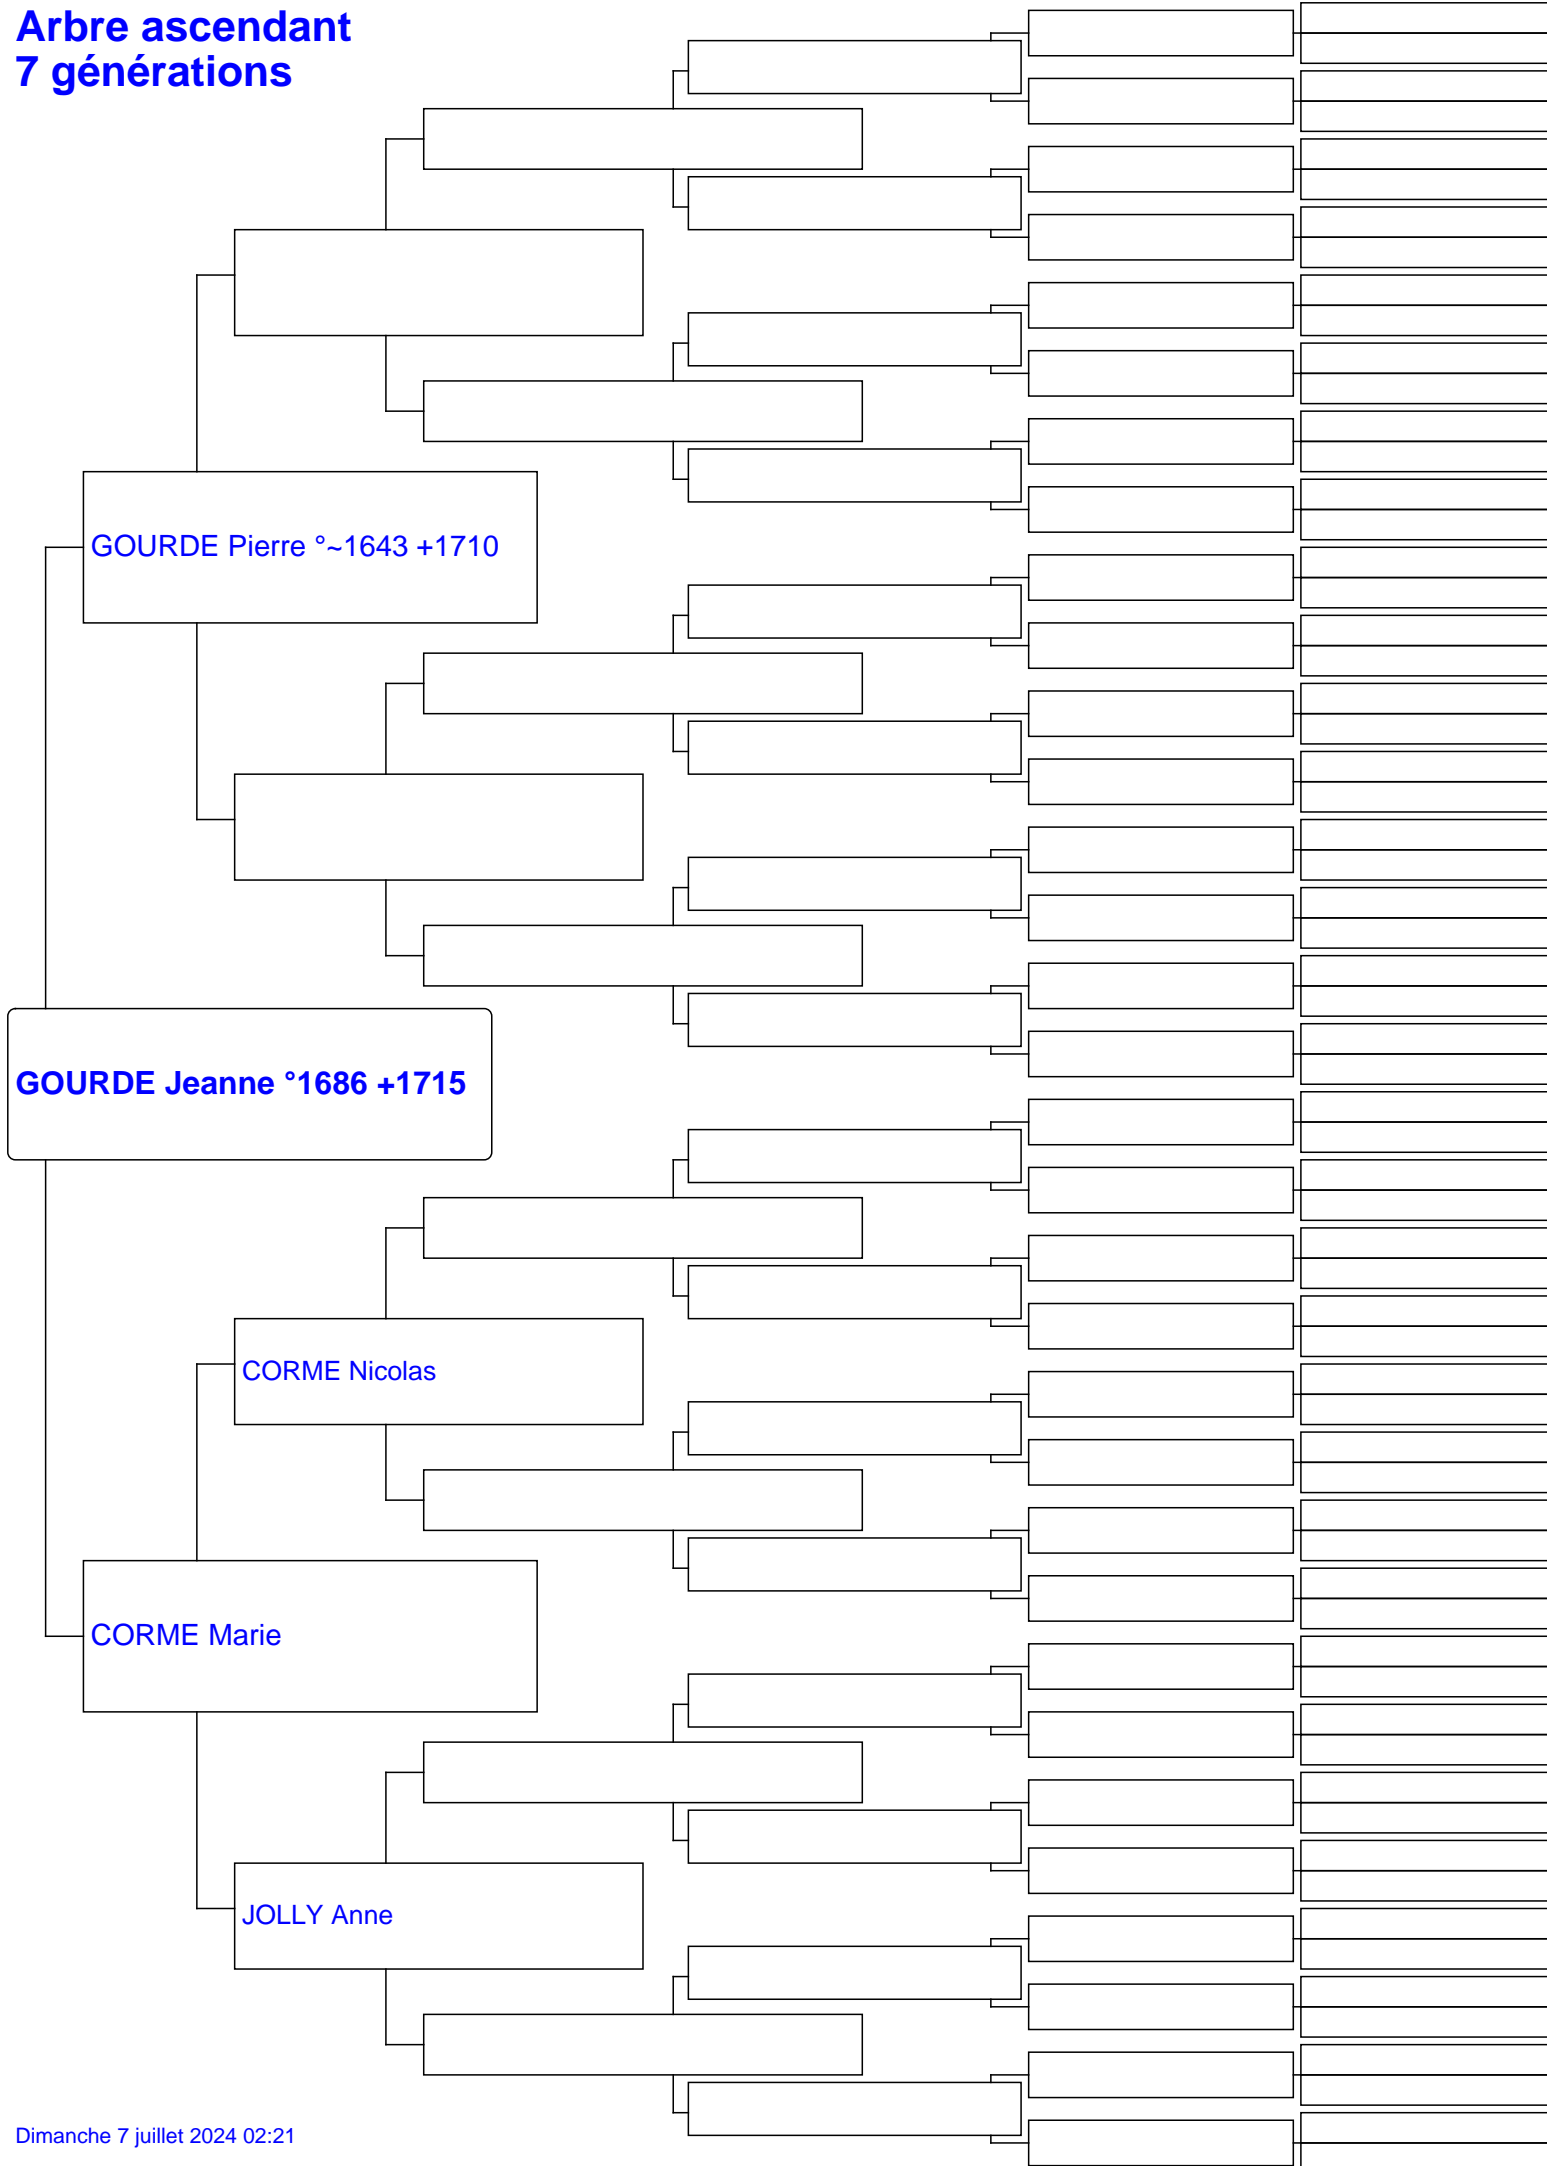 Arbre ascendant
7 générations
GOURDE Pierre °~1643 +1710
GOURDE Jeanne °1686 +1715
CORME Nicolas
CORME Marie
JOLLY Anne
Dimanche 7 juillet 2024 02:21